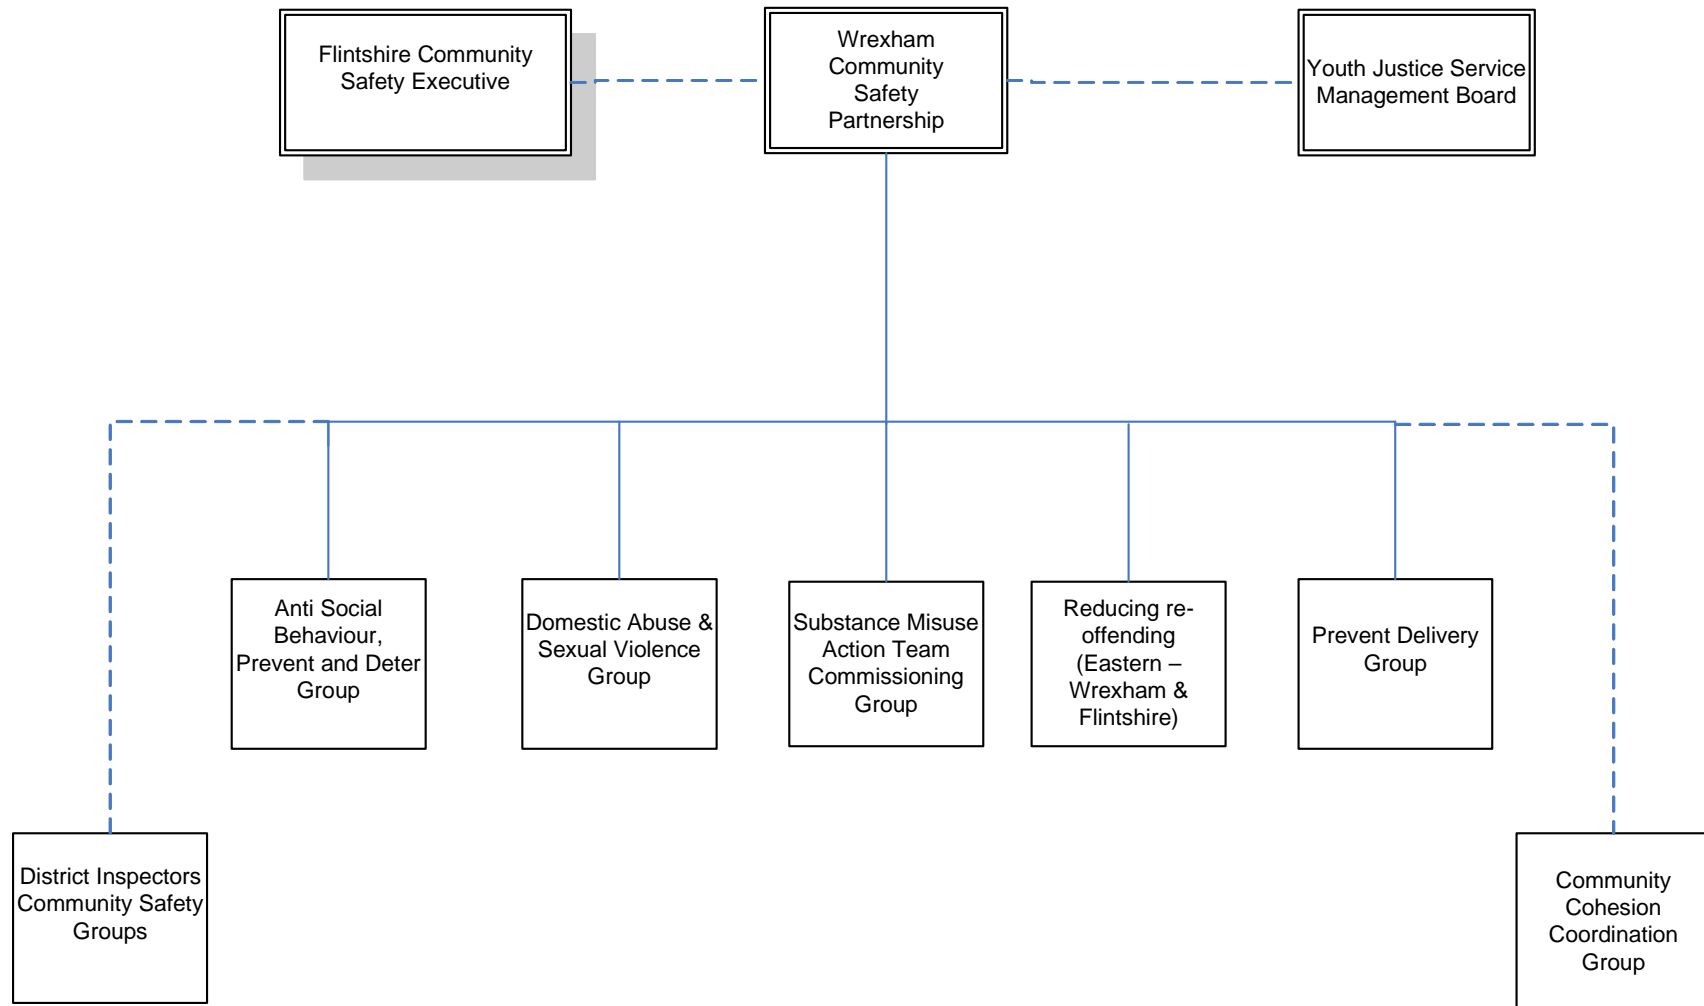 Flintshire Community
Safety Executive
Wrexham
Community
Safety
Partnership
Youth Justice Service
Management Board
Anti Social
Behaviour,
Prevent and Deter
Group
Domestic Abuse &
Sexual Violence
Group
Substance Misuse
Action Team
Commissioning
Group
Reducing re-
offending
(Eastern –
Wrexham &
Flintshire)
Prevent Delivery
Group
District Inspectors
Community Safety
Groups
Community
Cohesion
Coordination
Group